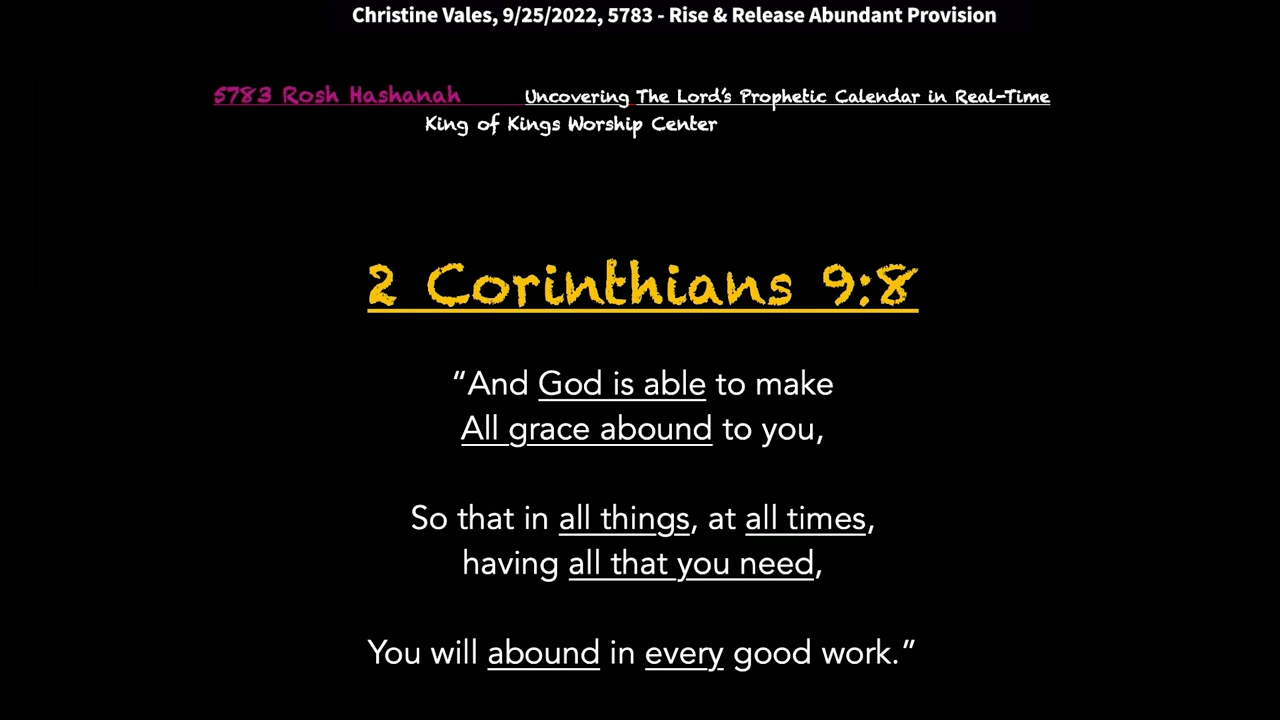 Christine Vales, 9/25/2022, 5783 - Rise & Release Abundant Provision
5783 Rosh Hashanah Uncovering The Lord's Prophetic Calendar in Real-Time
King of Kings Worship Center
2 Corinthians 9:8
“And God is able to make
All grace abound to you,
So that in all things, at all times,
having all that you need,
You will abound in every good work.”